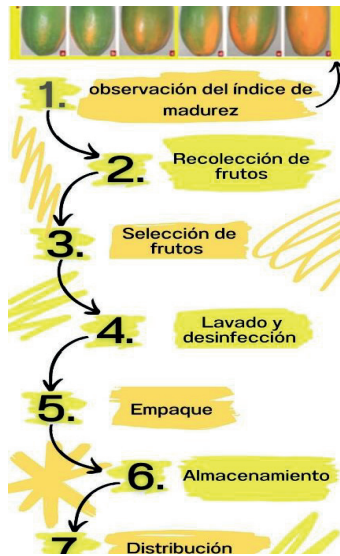 1.
observación del índice de
madurez
2.
Recolección de
frutos
3.
Selección de
frutos
4.
Lavado y
desinfección
5.
Empaque
6.
Almacenamiento
7
Distribución